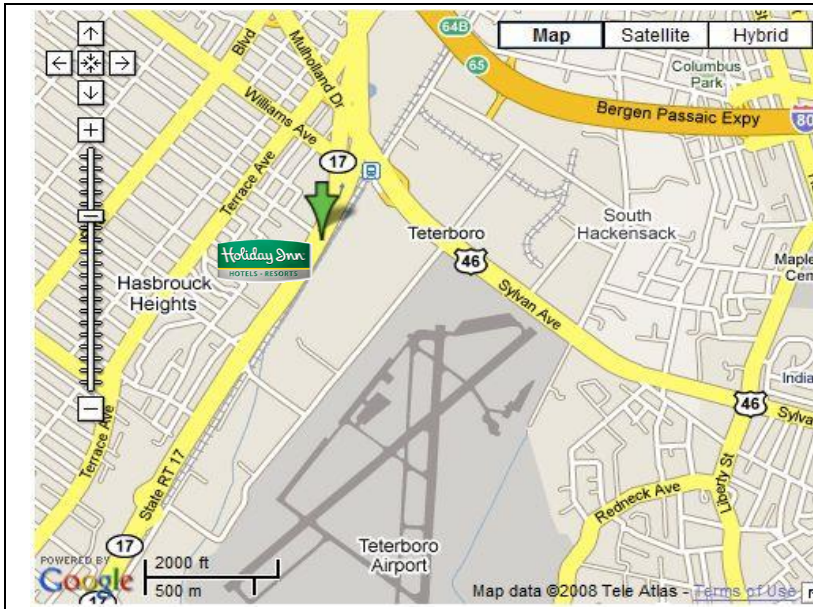 64B
65
Map
Satellite
Hybrid
Blvd
Mulholland Dr
Columbus
Park
Williams Ave
Bergen Passaic Expy
80
17
Terrace Ave
South
Hackensack
Teterboro
46
Holiday Inn
HOTELS • RESORTS
Hasbrouck
Heights
Sylvan Ave
Maple
Cem
India
46
Sylva
Terrace Ave
State RT 17
Liberty St
Redneck Ave
17
Teterboro
Airport
POWERED BY
Google
17
2000 ft
500 m
Map data ©2008 Tele Atlas - Terms of Use